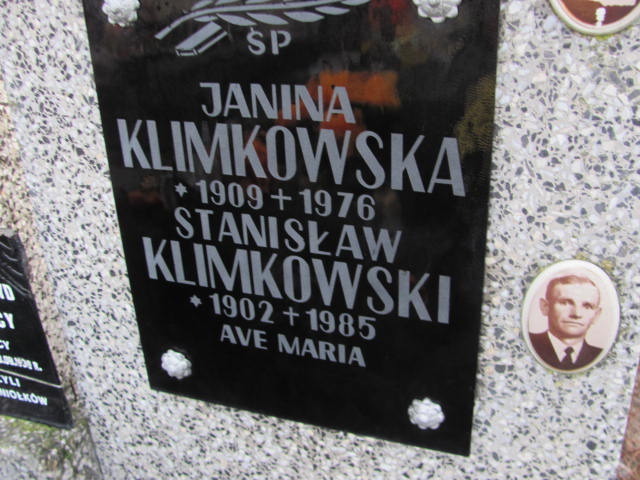 ŚP
JANINA
KLIMKOWSKA
* 1909 + 1976
STANISŁAW
KLIMKOWSKI
* 1902 + 1985
AVE MARIA